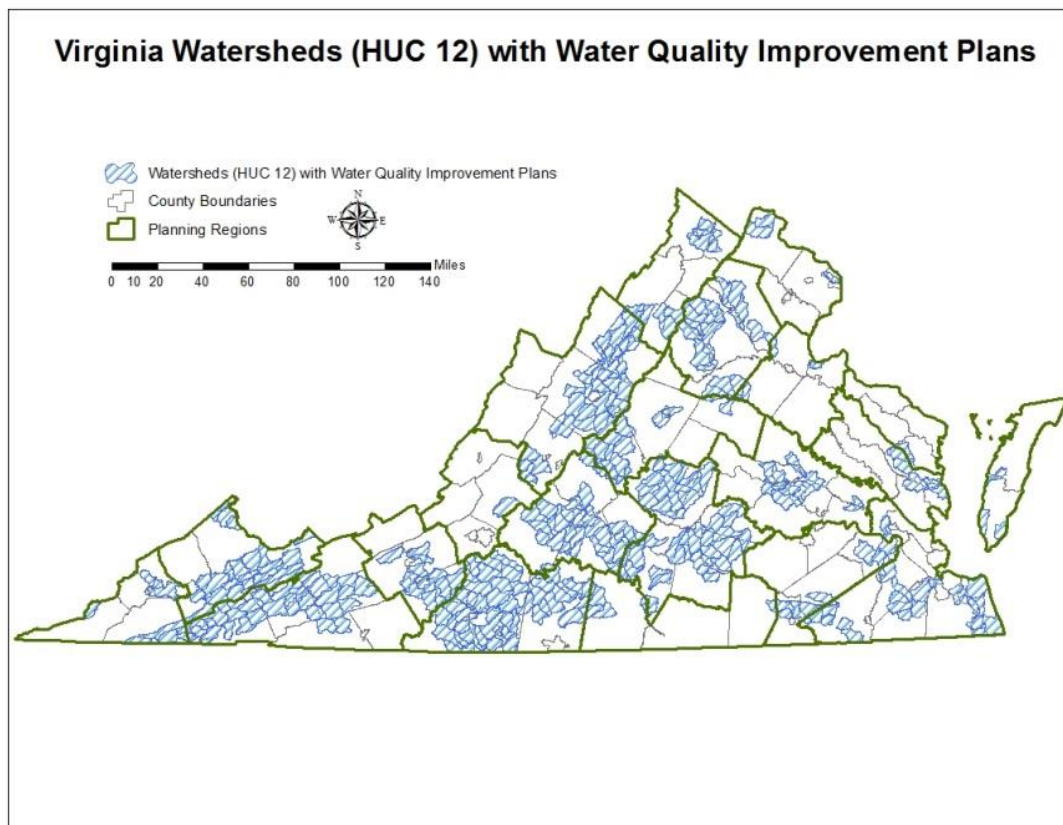 Virginia Watersheds (HUC 12) with Water Quality Improvement Plans
Watersheds (HUC 12) with Water Quality Improvement Plans
County Boundaries
Planning Regions
N
W E
S
Miles
0 10 20 40 60 80 100 120 140